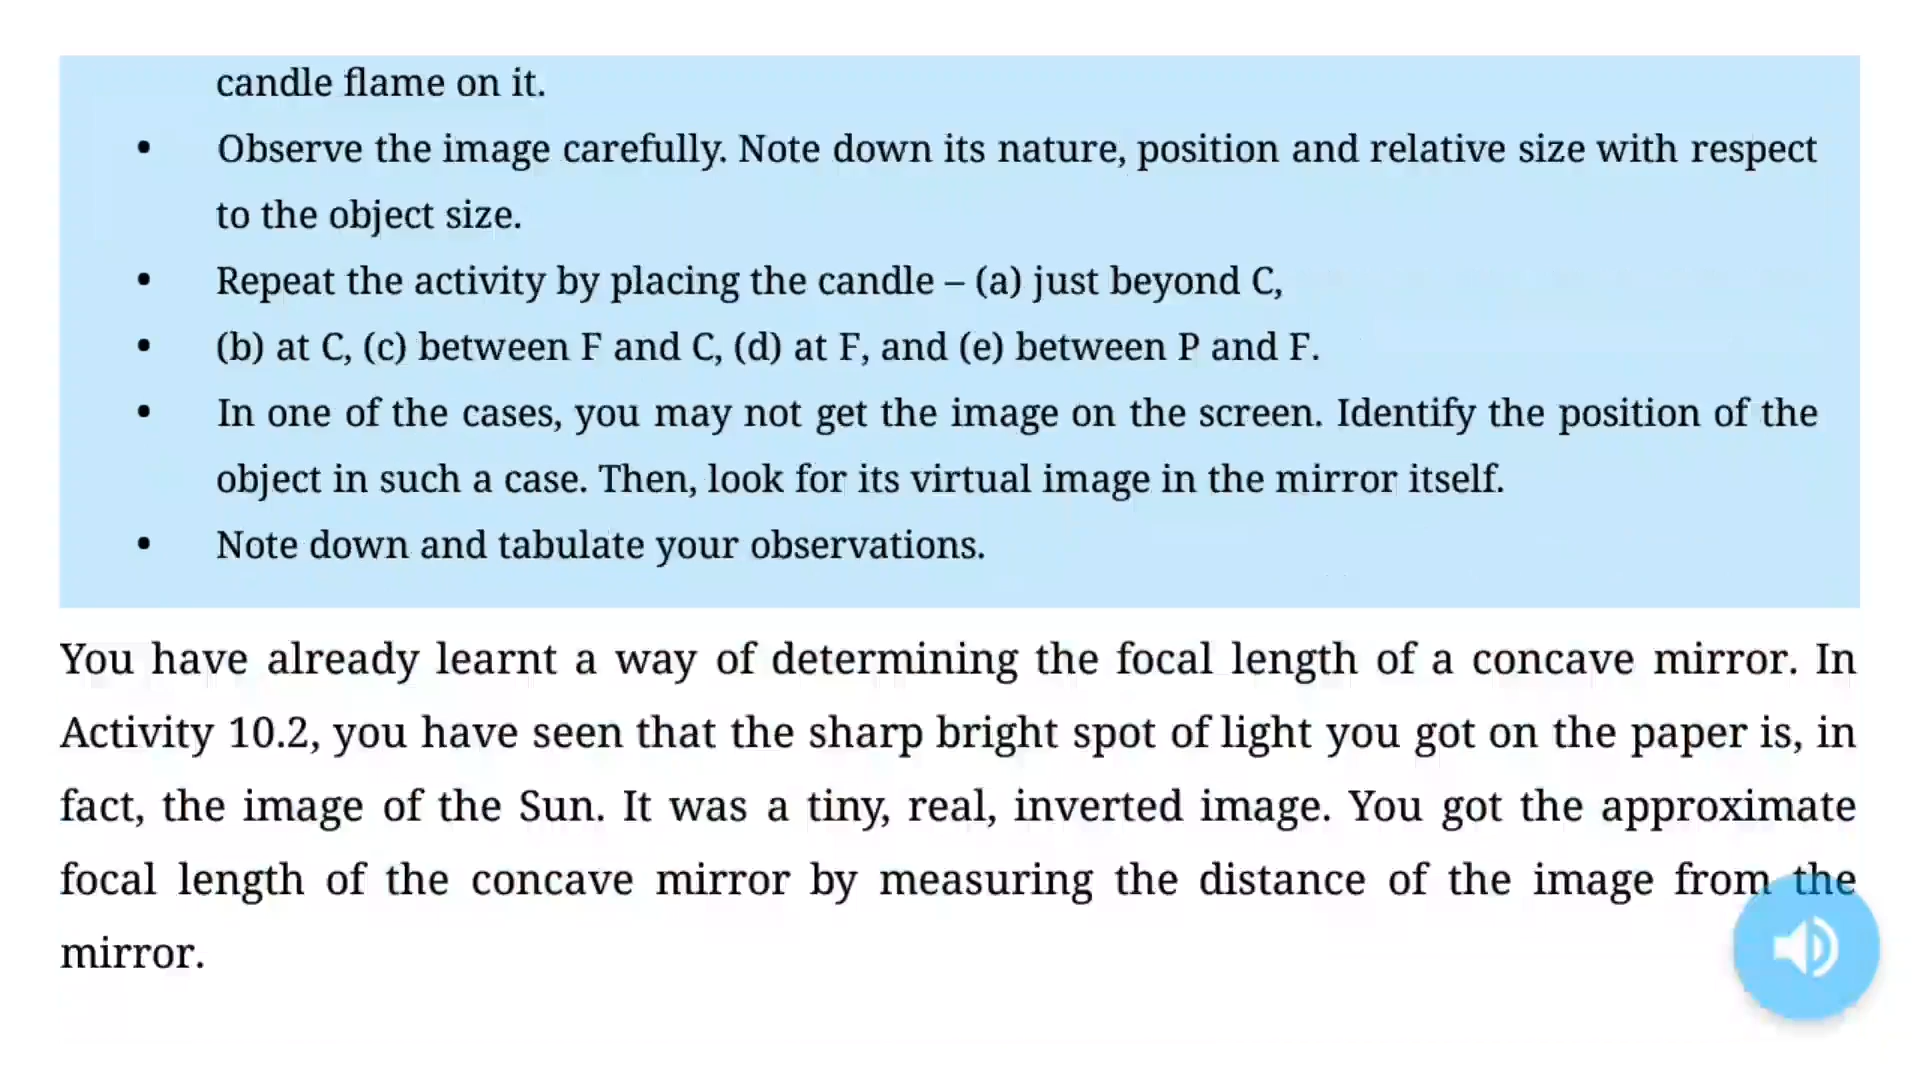 candle flame on it.
• Observe the image carefully. Note down its nature, position and relative size with respect
to the object size.
• Repeat the activity by placing the candle – (a) just beyond C,
• (b) at C, (c) between F and C, (d) at F, and (e) between P and F.
• In one of the cases, you may not get the image on the screen. Identify the position of the
object in such a case. Then, look for its virtual image in the mirror itself.
• Note down and tabulate your observations.
You have already learnt a way of determining the focal length of a concave mirror. In
Activity 10.2, you have seen that the sharp bright spot of light you got on the paper is, in
fact, the image of the Sun. It was a tiny, real, inverted image. You got the approximate
focal length of the concave mirror by measuring the distance of the image from the
mirror.